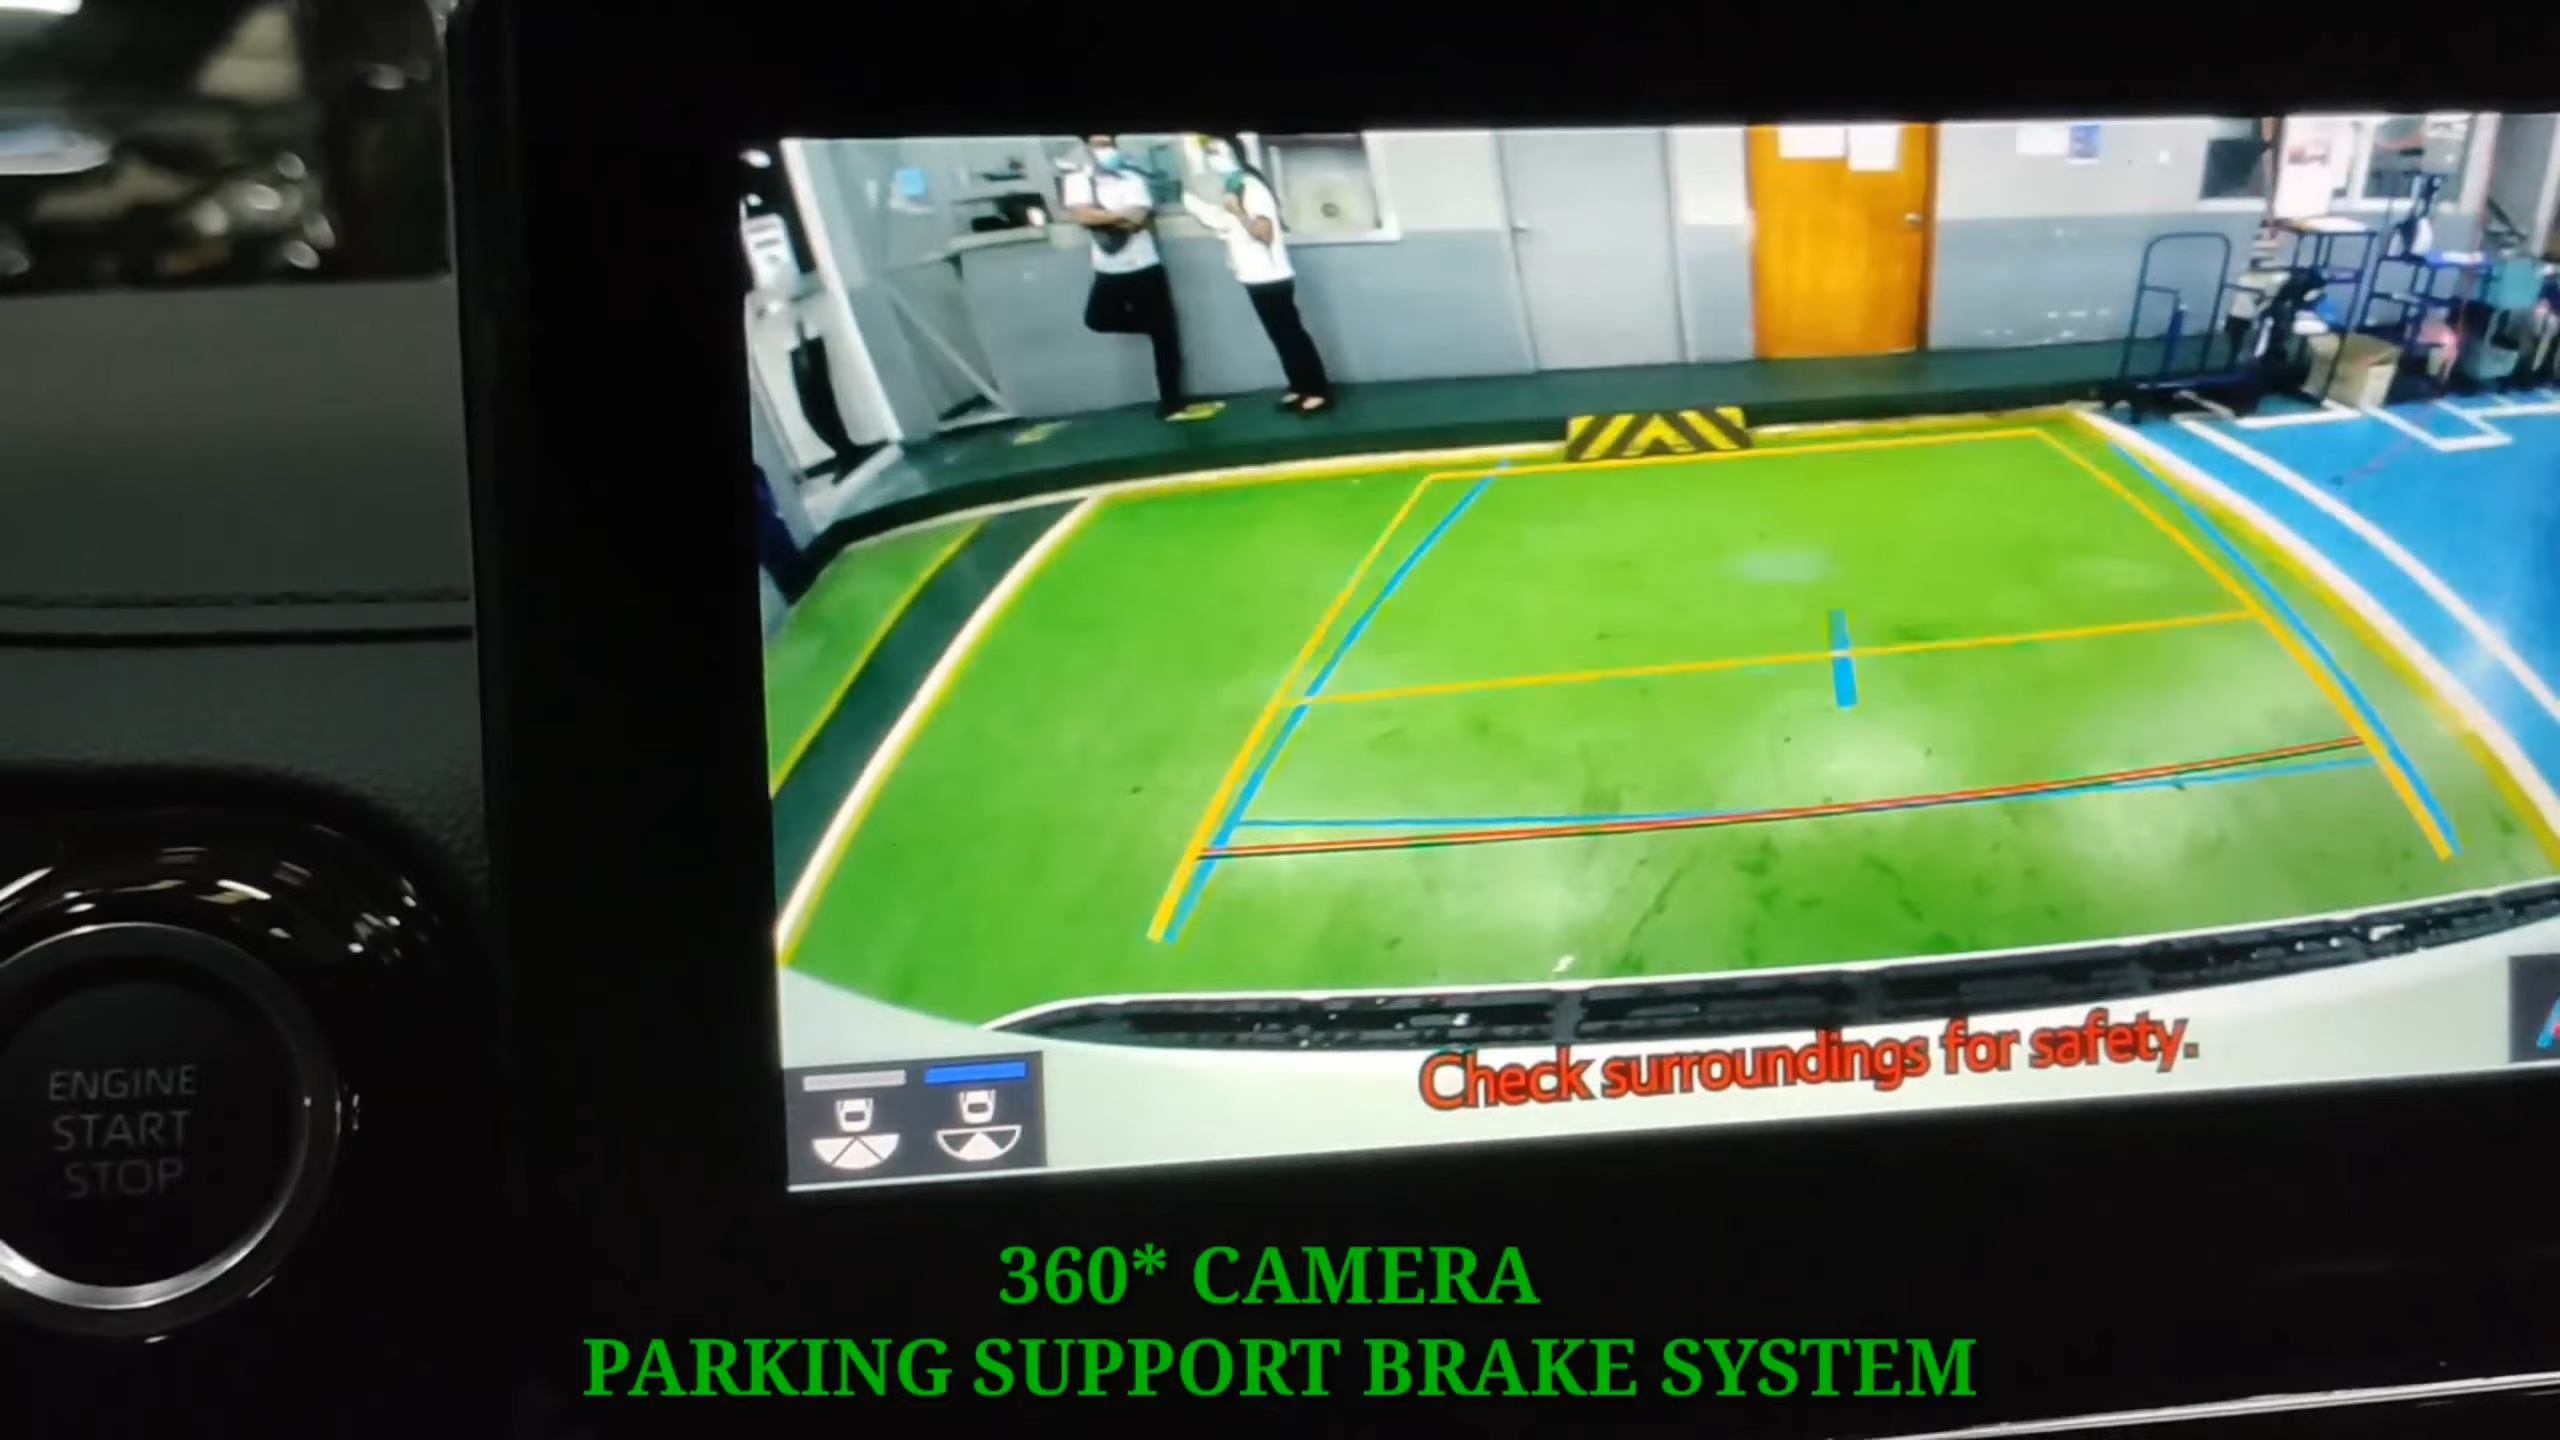 Check surroundings for safety.
ENGINE
START
STOP
360* CAMERA
PARKING SUPPORT BRAKE SYSTEM